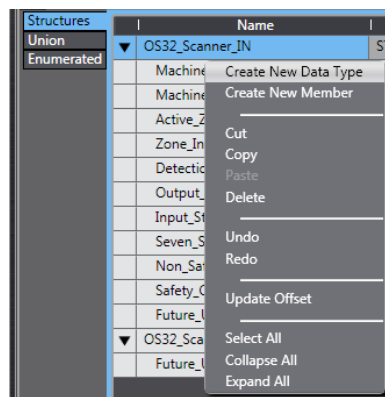 Structures
Union
Enumerated
Name
OS32_Scanner_IN
Machine
Machine
Active_Z
Zone_In
Detectic
Output_
Input_St
Seven_S
Non_Saf
Safety_C
Future_U
OS32_Sca
Future_U
Create New Data Type
Create New Member
Cut
Copy
Paste
Delete
Undo
Redo
Update Offset
Select All
Collapse All
Expand All